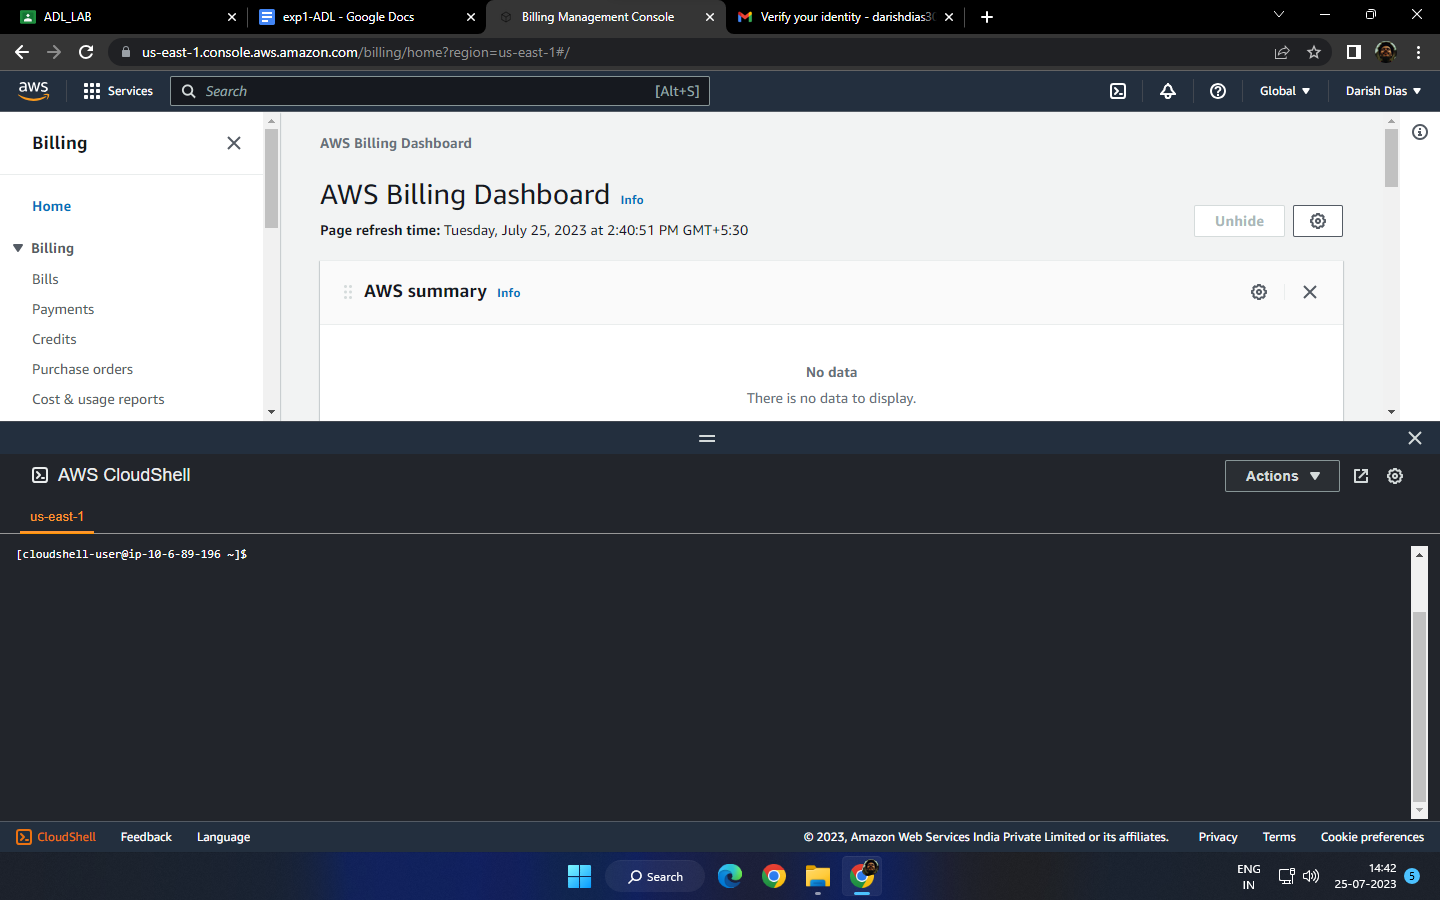 ADL_LAB
exp1-ADL - Google Docs
Billing Management Console
Verify your identity - darishdias30
us-east-1.console.aws.amazon.com/billing/home?region=us-east-1#/
aws
Services
Search
[Alt+S]
Global
Darish Dias
Billing
Home
Billing
Bills
Payments
Credits
Purchase orders
Cost & usage reports
AWS Billing Dashboard
AWS Billing Dashboard Info
Page refresh time: Tuesday, July 25, 2023 at 2:40:51 PM GMT+5:30
Unhide
AWS summary Info
No data
There is no data to display.
AWS CloudShell
Actions
us-east-1
[cloudshell-user@ip-10-6-89-196 ~]$
CloudShell
Feedback
Language
© 2023, Amazon Web Services India Private Limited or its affiliates.
Privacy
Terms
Cookie preferences
Search
ENG
IN
14:42
25-07-2023
5